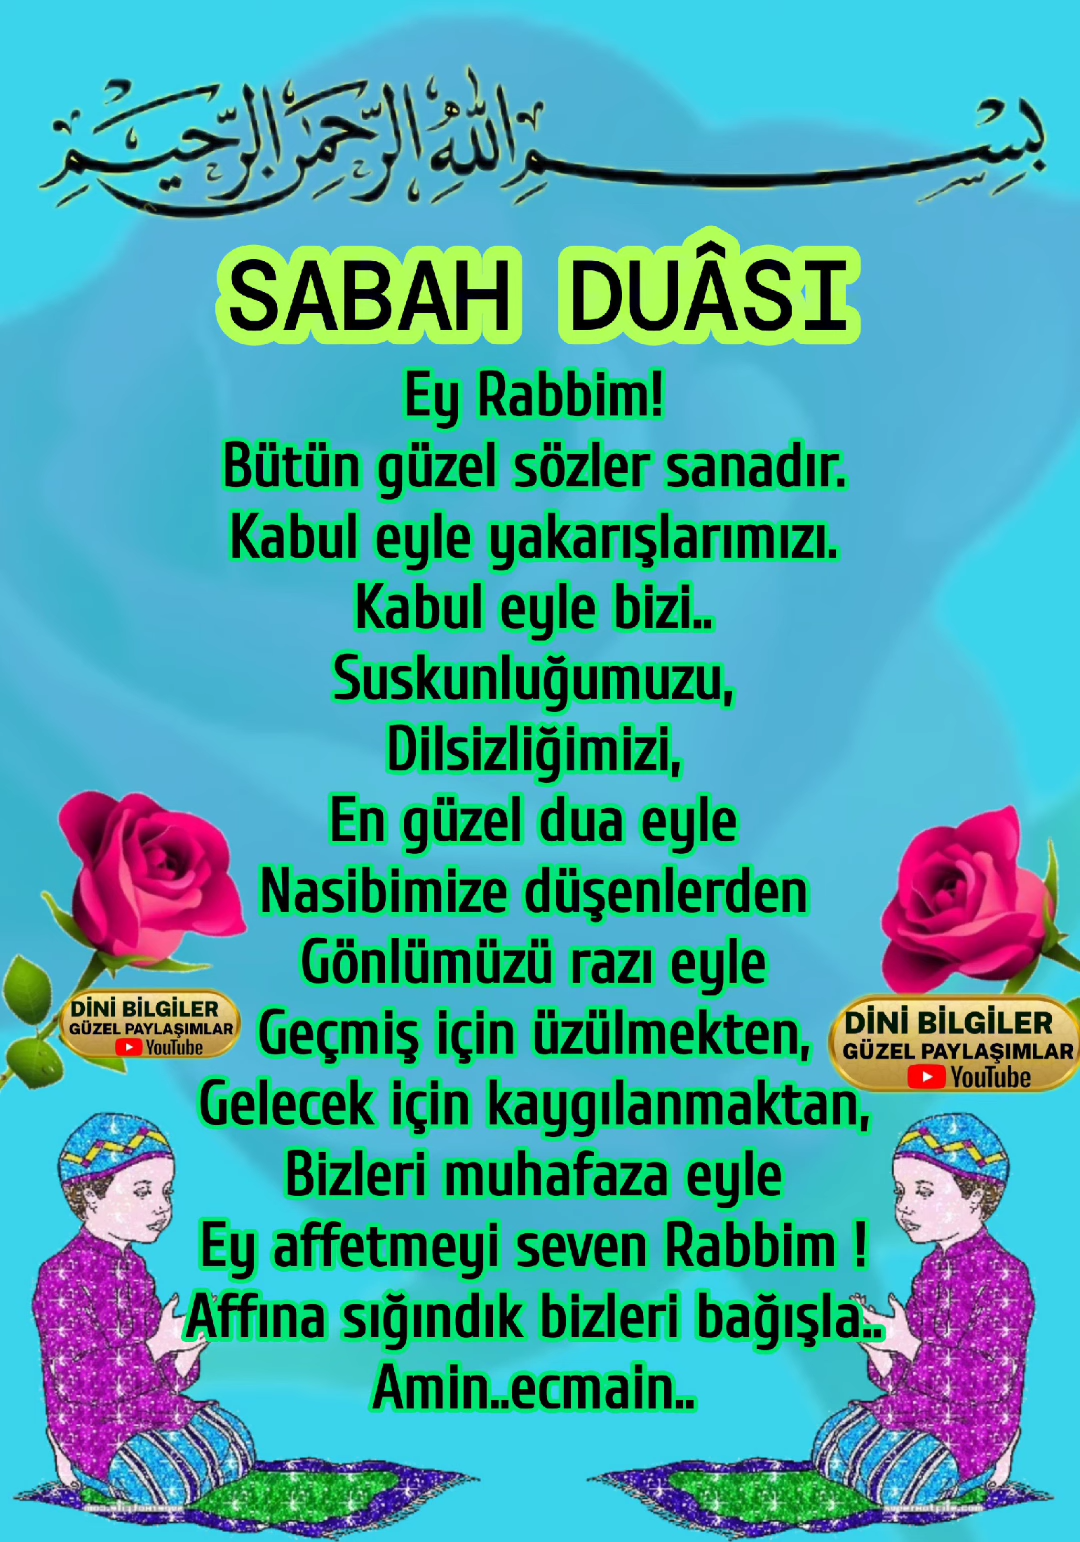 بِسْمِ اللهِ الرَّحْمٰنِ الرَّحِيمِ
SABAH DUÂSI
Ey Rabbim!
Bütün güzel sözler sanadır.
Kabul eyle yakarışlarımızı.
Kabul eyle bizi..
Suskunluğumuzu,
Dilsizliğimizi,
En güzel dua eyle
Nasibimize düşenlerden
Gönlümüzü razı eyle
Geçmiş için üzülmekten,
Gelecek için kaygılanmaktan,
Bizleri muhafaza eyle
Ey affetmeyi seven Rabbim !
Affına sığındık bizleri bağışla..
Amin..ecmain..
DİNİ BİLGİLER
GÜZEL PAYLAŞIMLAR
YouTube
DİNİ BİLGİLER
GÜZEL PAYLAŞIMLAR
YouTube